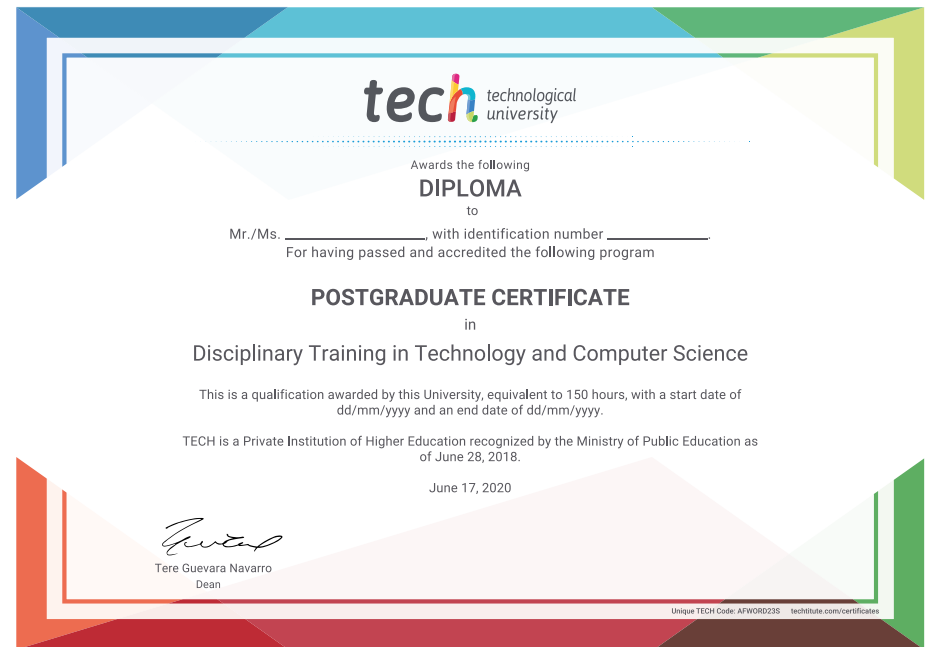 tech technological
university
Awards the following
DIPLOMA
to
Mr./Ms. ____________________, with identification number ______________.
For having passed and accredited the following program
POSTGRADUATE CERTIFICATE
in
Disciplinary Training in Technology and Computer Science
This is a qualification awarded by this University, equivalent to 150 hours, with a start date of
dd/mm/yyyy and an end date of dd/mm/yyyy.
TECH is a Private Institution of Higher Education recognized by the Ministry of Public Education as
of June 28, 2018.
June 17, 2020
Tere Guevara Navarro
Dean
Unique TECH Code: AFWORD23S techtitute.com/certificates